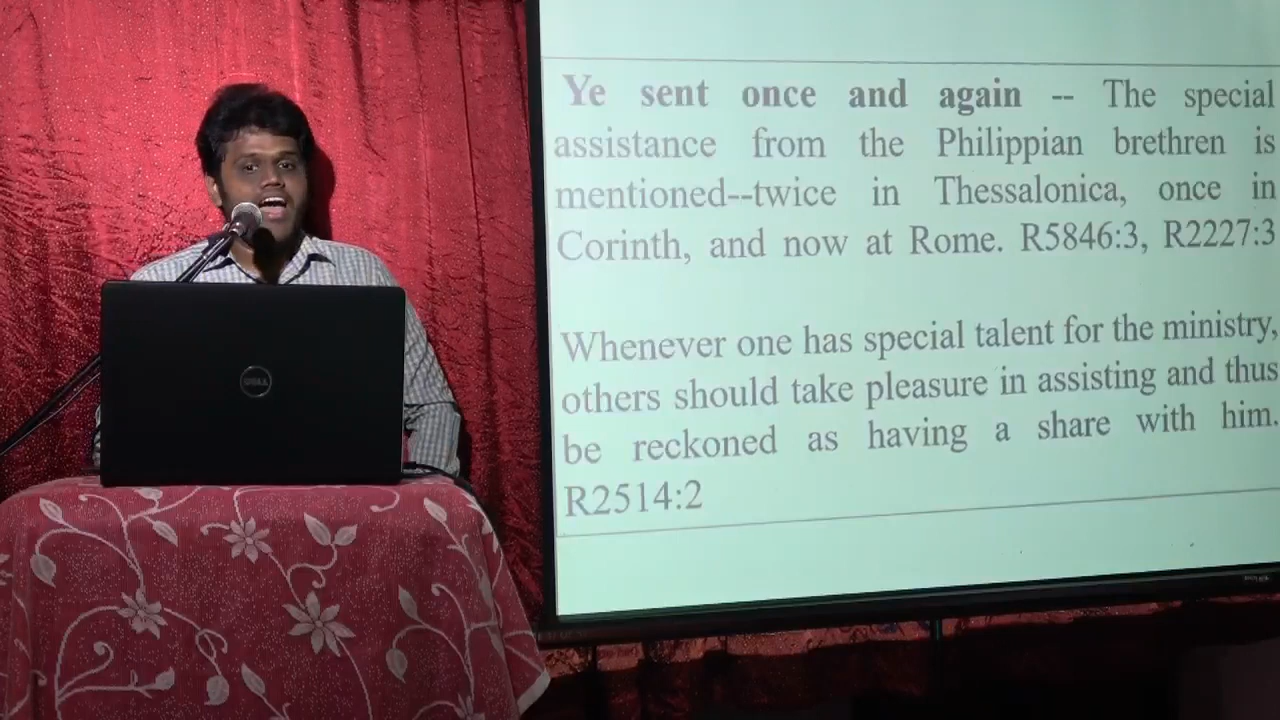 Ye sent once and again -- The special
assistance from the Philippian brethren is
mentioned--twice in Thessalonica, once in
Corinth, and now at Rome. R5846:3, R2227:3
Whenever one has special talent for the ministry,
others should take pleasure in assisting and thus
be reckoned as having a share with him.
R2514:2
DELL